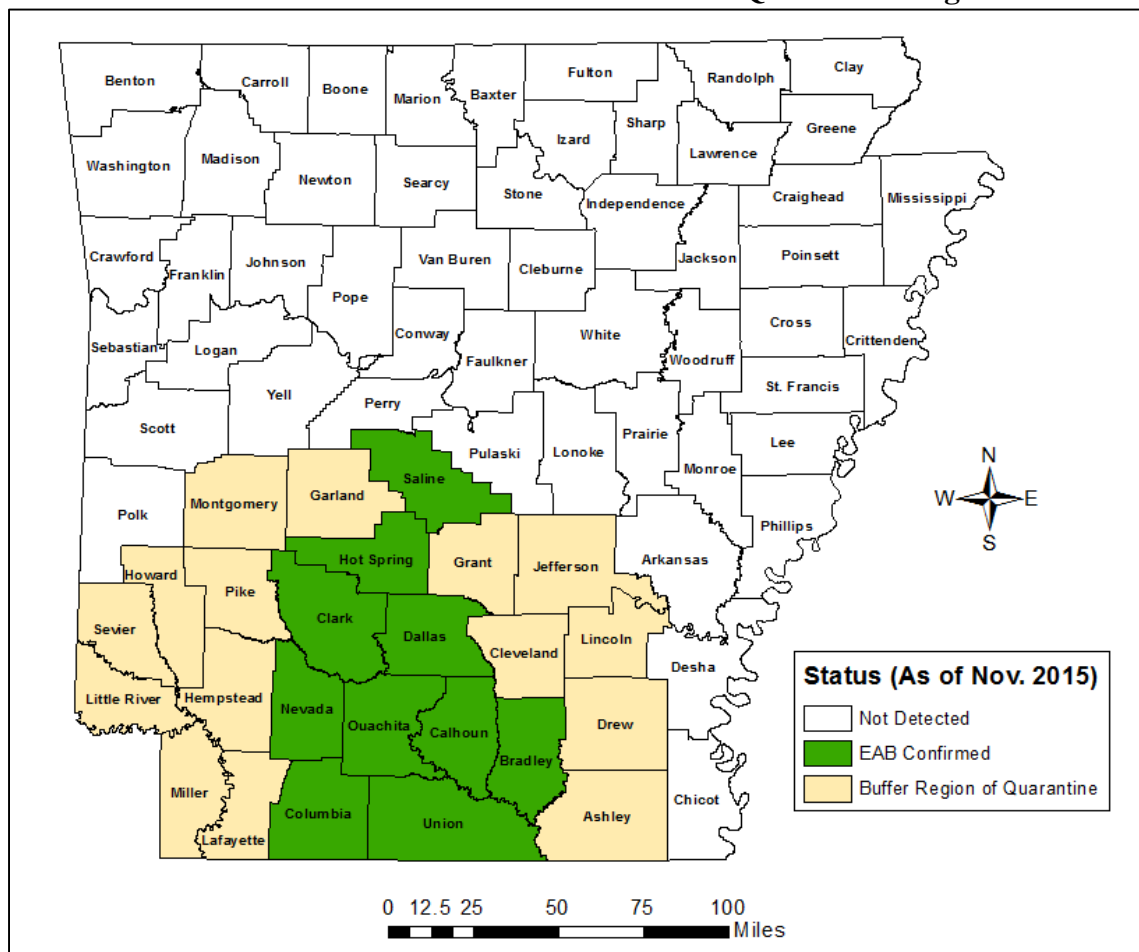 Benton
Carroll
Boone
Marion
Baxter
Fulton
Randolph
Clay
Sharp
Izard
Greene
Lawrence
Washington
Madison
Newton
Searcy
Stone
Independence
Craighead
Mississippi
Crawford
Franklin
Johnson
Van Buren
Cleburne
Jackson
Poinsett
Pope
Conway
White
Cross
Crittenden
Sebastian
Logan
Faulkner
Woodruff
St. Francis
Yell
Perry
Scott
Pulaski
Lonoke
Prairie
Lee
Monroe
Saline
Montgomery
Garland
Polk
Phillips
Hot Spring
Grant
Jefferson
Arkansas
Howard
Pike
Clark
Sevier
Dallas
Cleveland
Lincoln
Desha
Little River
Hempstead
Nevada
Ouachita
Calhoun
Drew
Bradley
Miller
Lafayette
Columbia
Union
Ashley
Chicot
N
W E
S
Status (As of Nov. 2015)
Not Detected
EAB Confirmed
Buffer Region of Quarantine
0 12.5 25 50 75 100
Miles